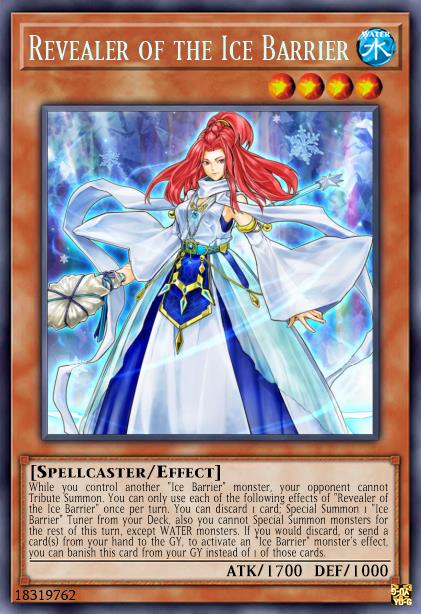 Revealer of the Ice Barrier
WATER
水
[Spellcaster/Effect]
While you control another "Ice Barrier" monster, your opponent cannot
Tribute Summon. You can only use each of the following effects of "Revealer
of the Ice Barrier" once per turn. You can discard 1 card; Special Summon 1 "Ice
Barrier" Tuner from your Deck, also you cannot Special Summon monsters for
the rest of this turn, except WATER monsters. If you would discard, or send a
card(s) from your hand to the GY, to activate an "Ice Barrier" monster's effect,
you can banish this card from your GY instead of 1 of those cards.
ATK/1700 DEF/1000
18319762